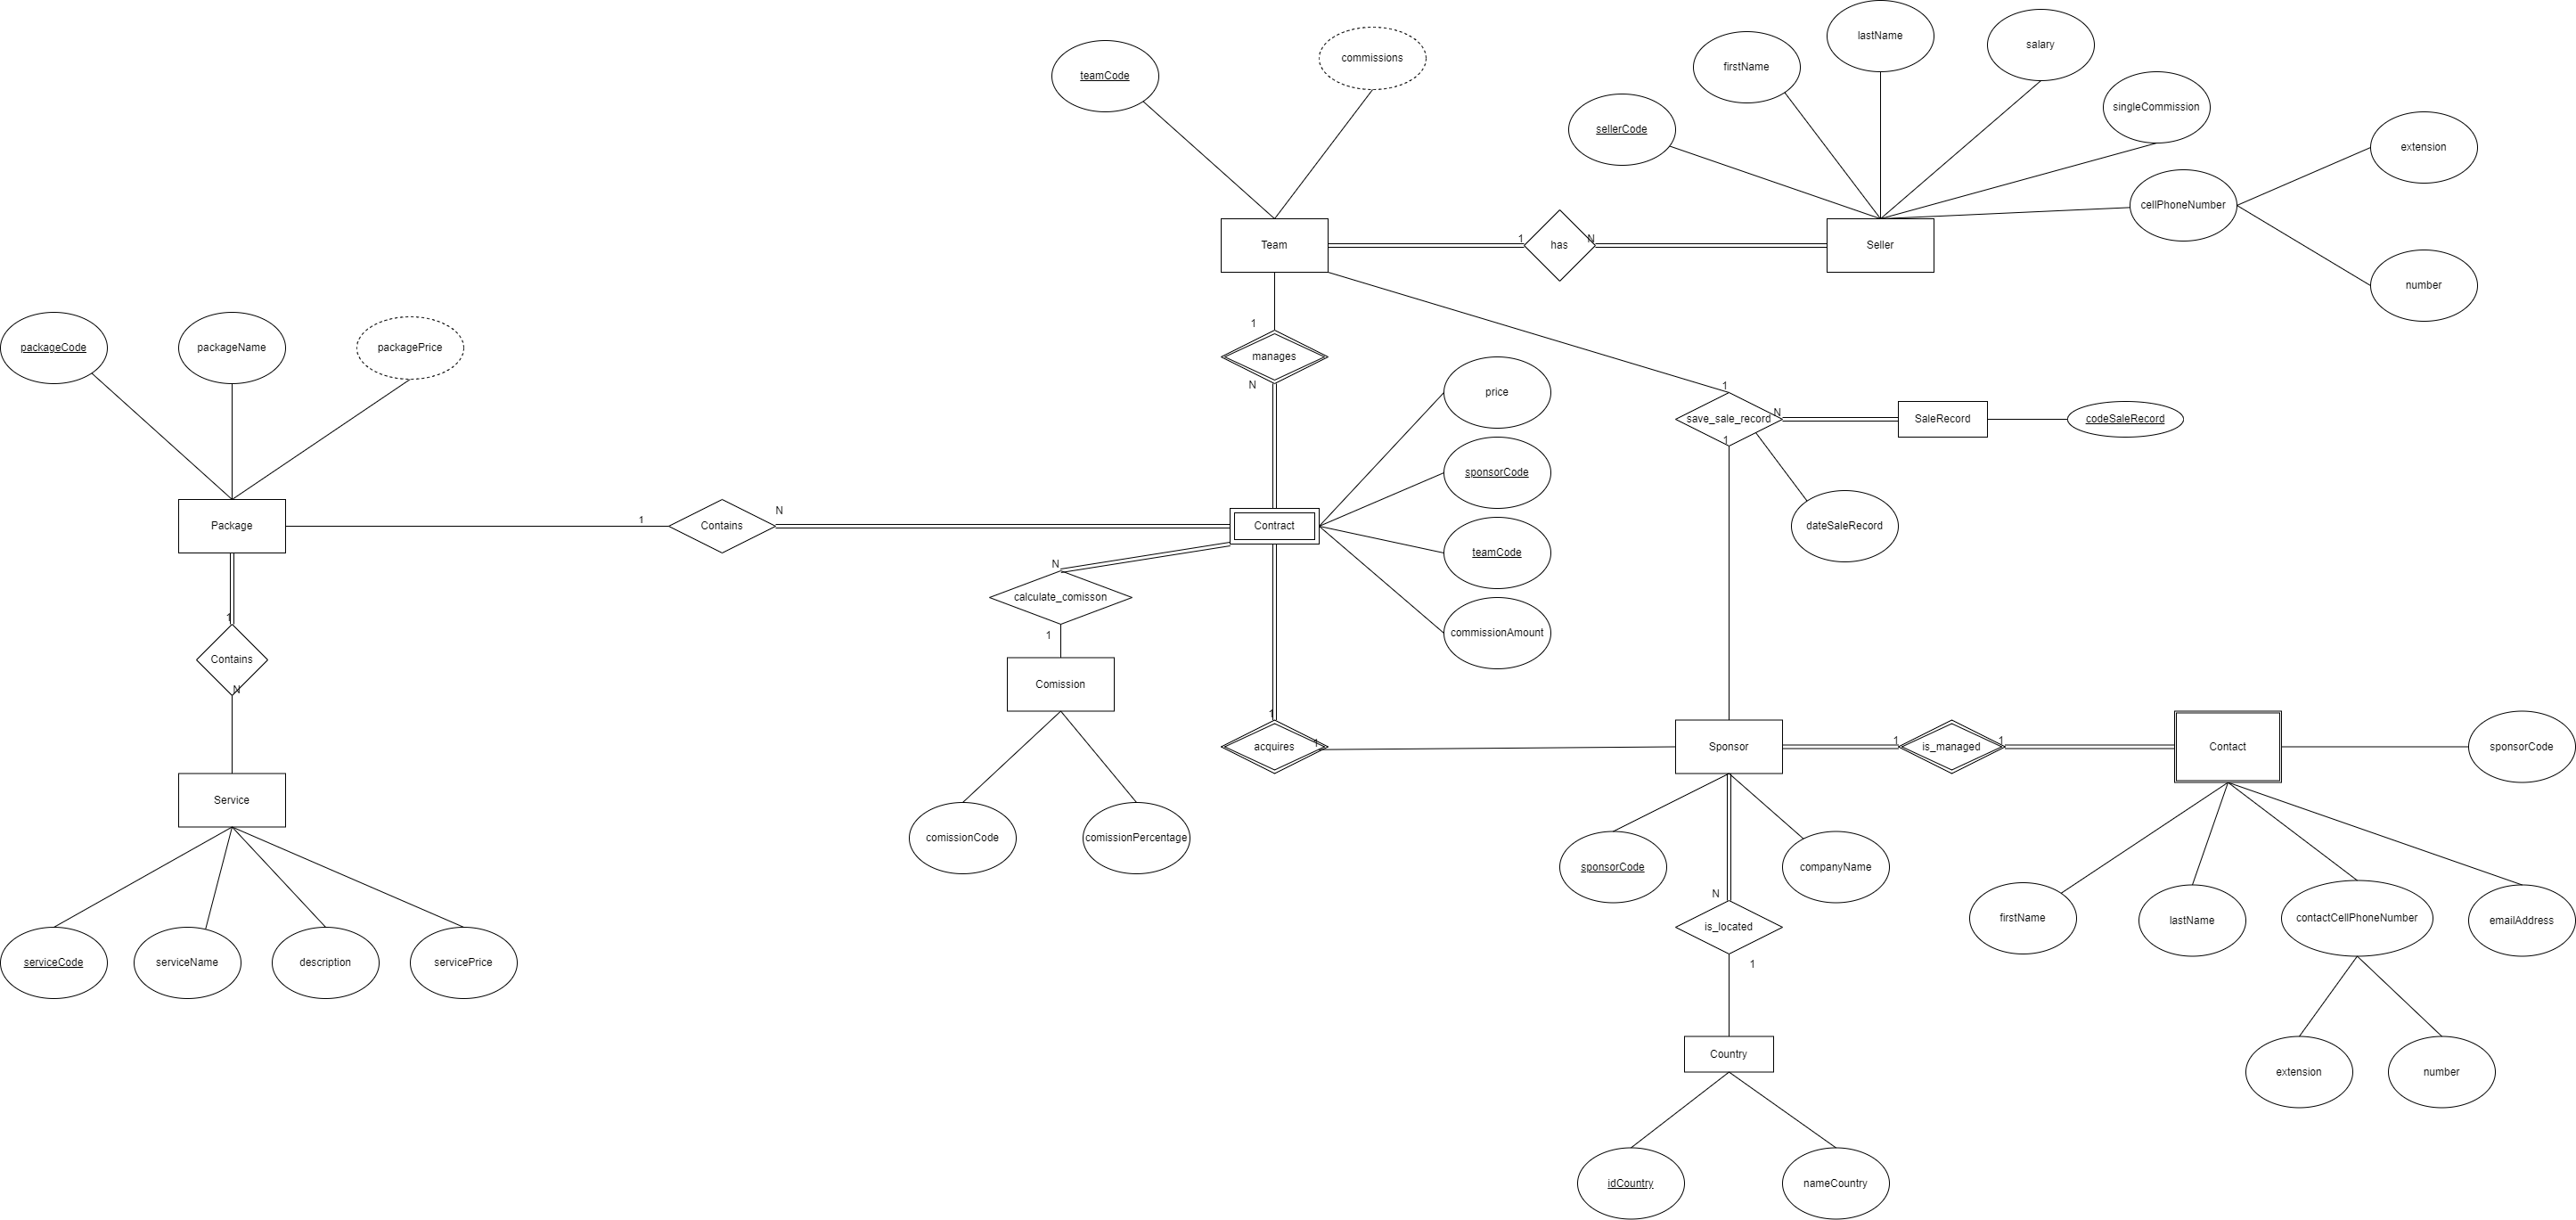 lastName
salary
commissions
firstName
teamCode
singleCommission
sellerCode
extension
cellPhoneNumber
Team
1
has
N
Seller
number
1
manages
N
packageCode
packageName
packagePrice
price
1
save_sale_record
N
1
SaleRecord
codeSaleRecord
sponsorCode
Package
1
Contains
N
Contract
dateSaleRecord
teamCode
N
calculate_comisson
1
commissionAmount
1
Contains
N
Comission
1
acquires
1
Sponsor
1
is_managed
1
Contact
sponsorCode
Service
comissionCode
comissionPercentage
sponsorCode
companyName
N
is_located
1
firstName
lastName
contactCellPhoneNumber
emailAddress
serviceCode
serviceName
description
servicePrice
Country
extension
number
idCountry
nameCountry